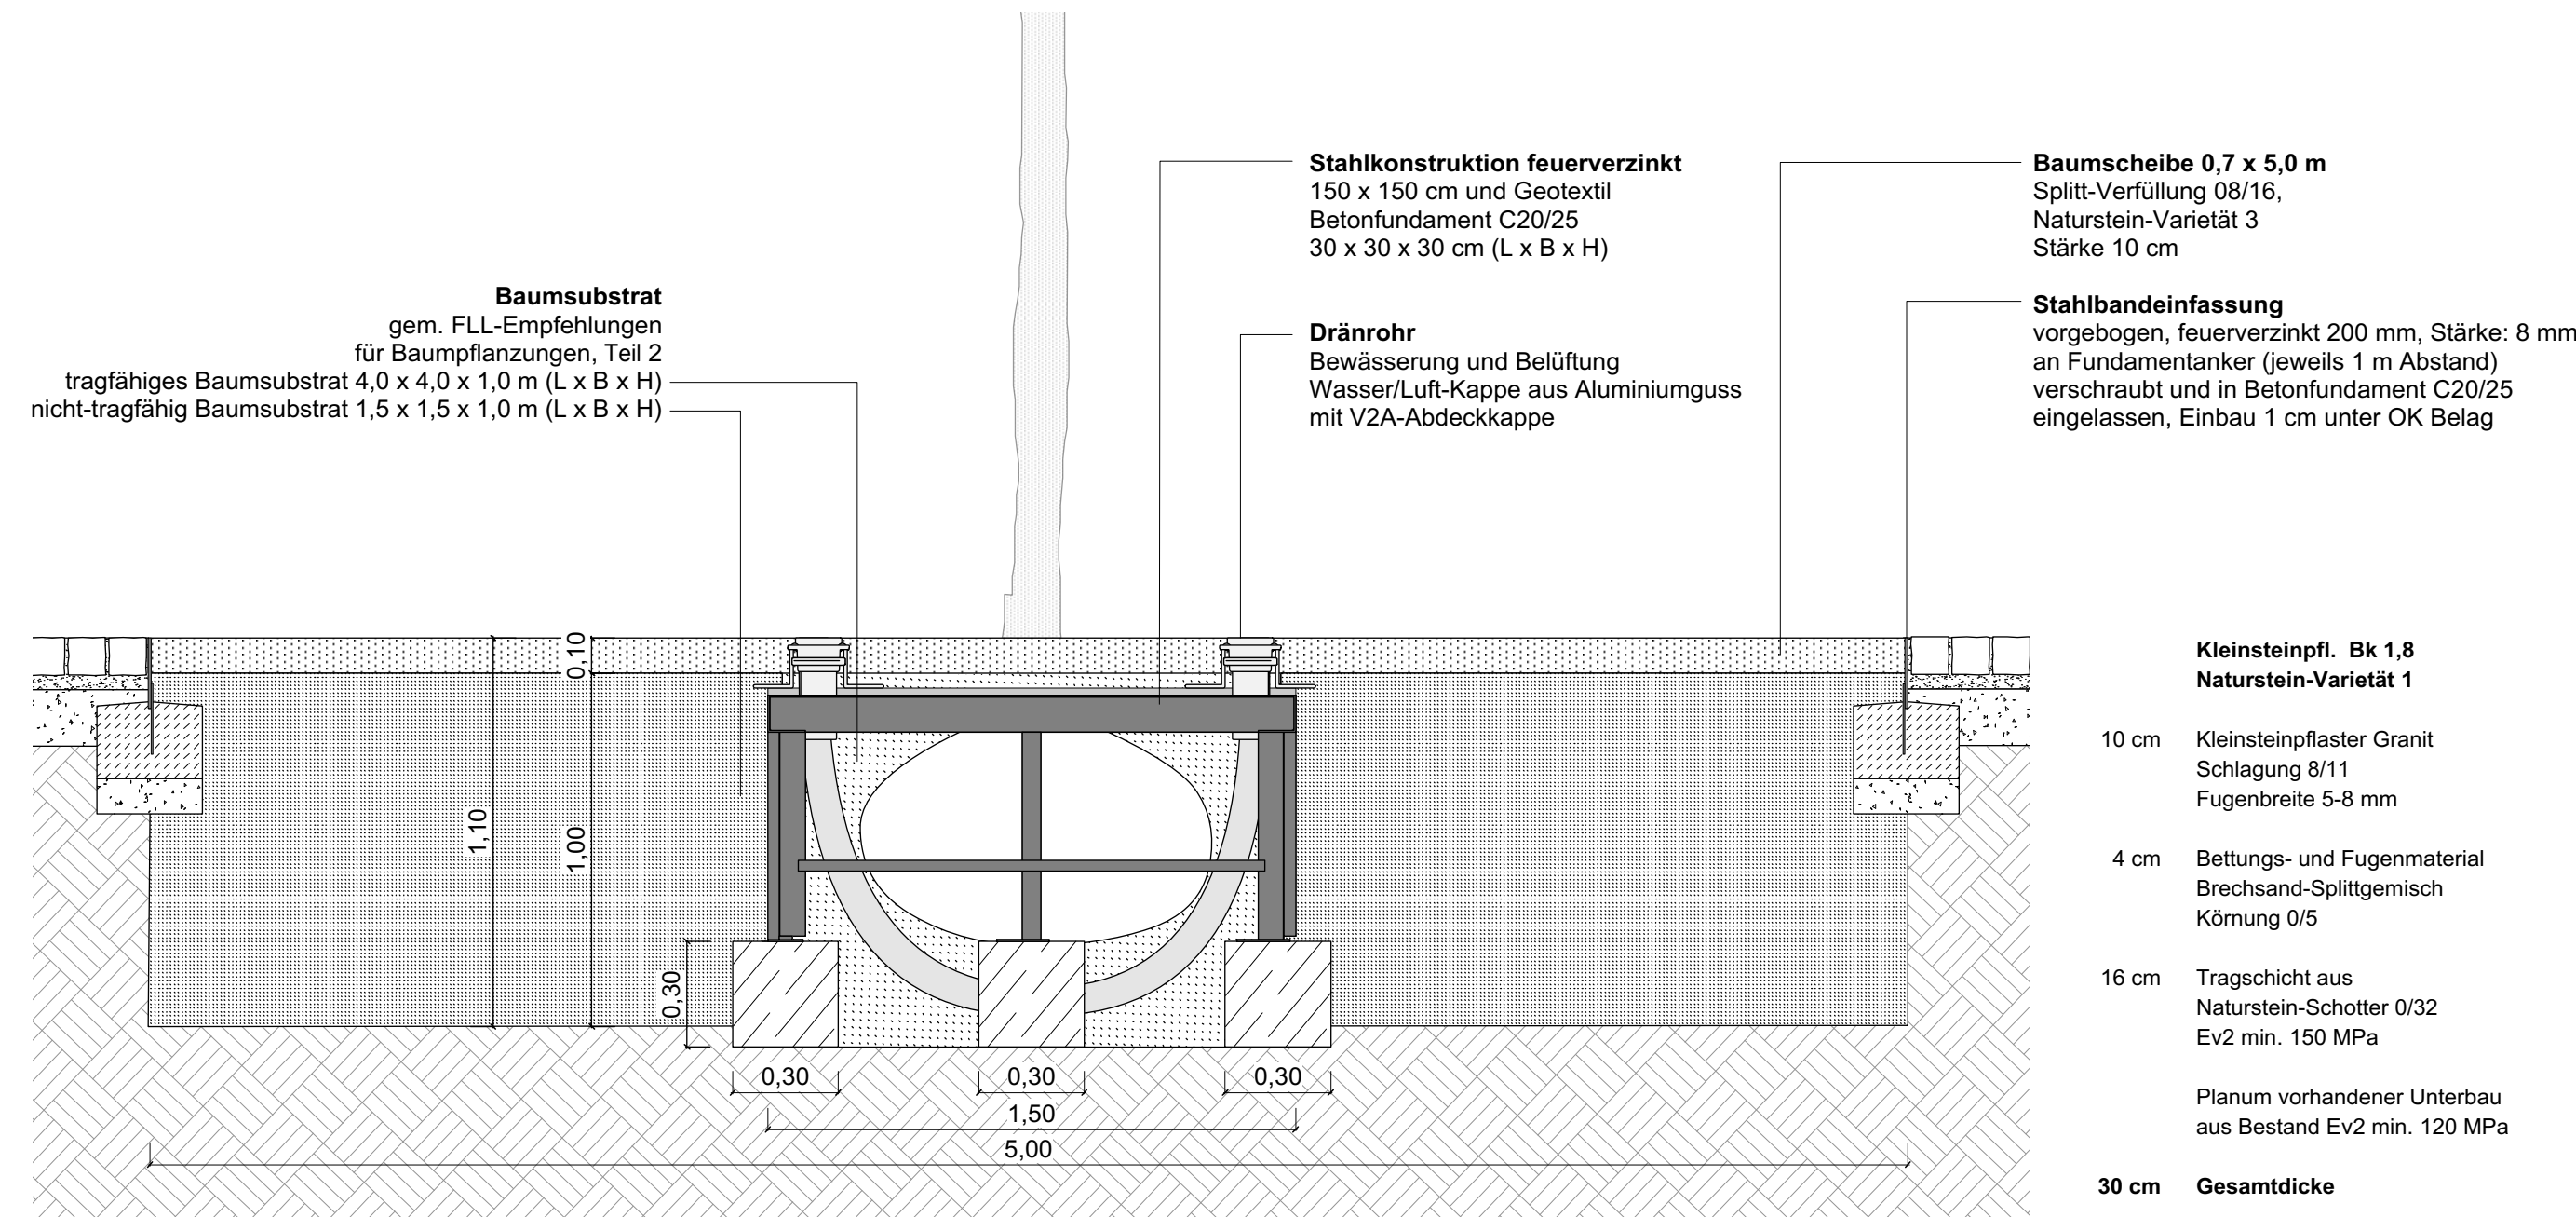 Stahlkonstruktion feuerverzinkt
150 x 150 cm und Geotextil
Betonfundament C20/25
30 x 30 x 30 cm (L x B x H)
Baumscheibe 0,7 x 5,0 m
Splitt-Verfüllung 08/16,
Naturstein-Varietät 3
Stärke 10 cm
Baumsubstrat
gem. FLL-Empfehlungen
für Baumpflanzungen, Teil 2
tragfähiges Baumsubstrat 4,0 x 4,0 x 1,0 m (L x B x H)
nicht-tragfähig Baumsubstrat 1,5 x 1,5 x 1,0 m (L x B x H)
Dränrohr
Bewässerung und Belüftung
Wasser/Luft-Kappe aus Aluminiumguss
mit V2A-Abdeckkappe
Stahlbandeinfassung
vorgebogen, feuerverzinkt 200 mm, Stärke: 8 mm
an Fundamentanker (jeweils 1 m Abstand)
verschraubt und in Betonfundament C20/25
eingelassen, Einbau 1 cm unter OK Belag
0,10
1,10
1,00
0,30
0,30
0,30
0,30
1,50
5,00
Kleinsteinpfl. Bk 1,8
Naturstein-Varietät 1
10 cm Kleinsteinpflaster Granit
Schlagung 8/11
Fugenbreite 5-8 mm
4 cm Bettungs- und Fugenmaterial
Brechsand-Splittgemisch
Körnung 0/5
16 cm Tragschicht aus
Naturstein-Schotter 0/32
Ev2 min. 150 MPa
Planum vorhandener Unterbau
aus Bestand Ev2 min. 120 MPa
30 cm Gesamtdicke